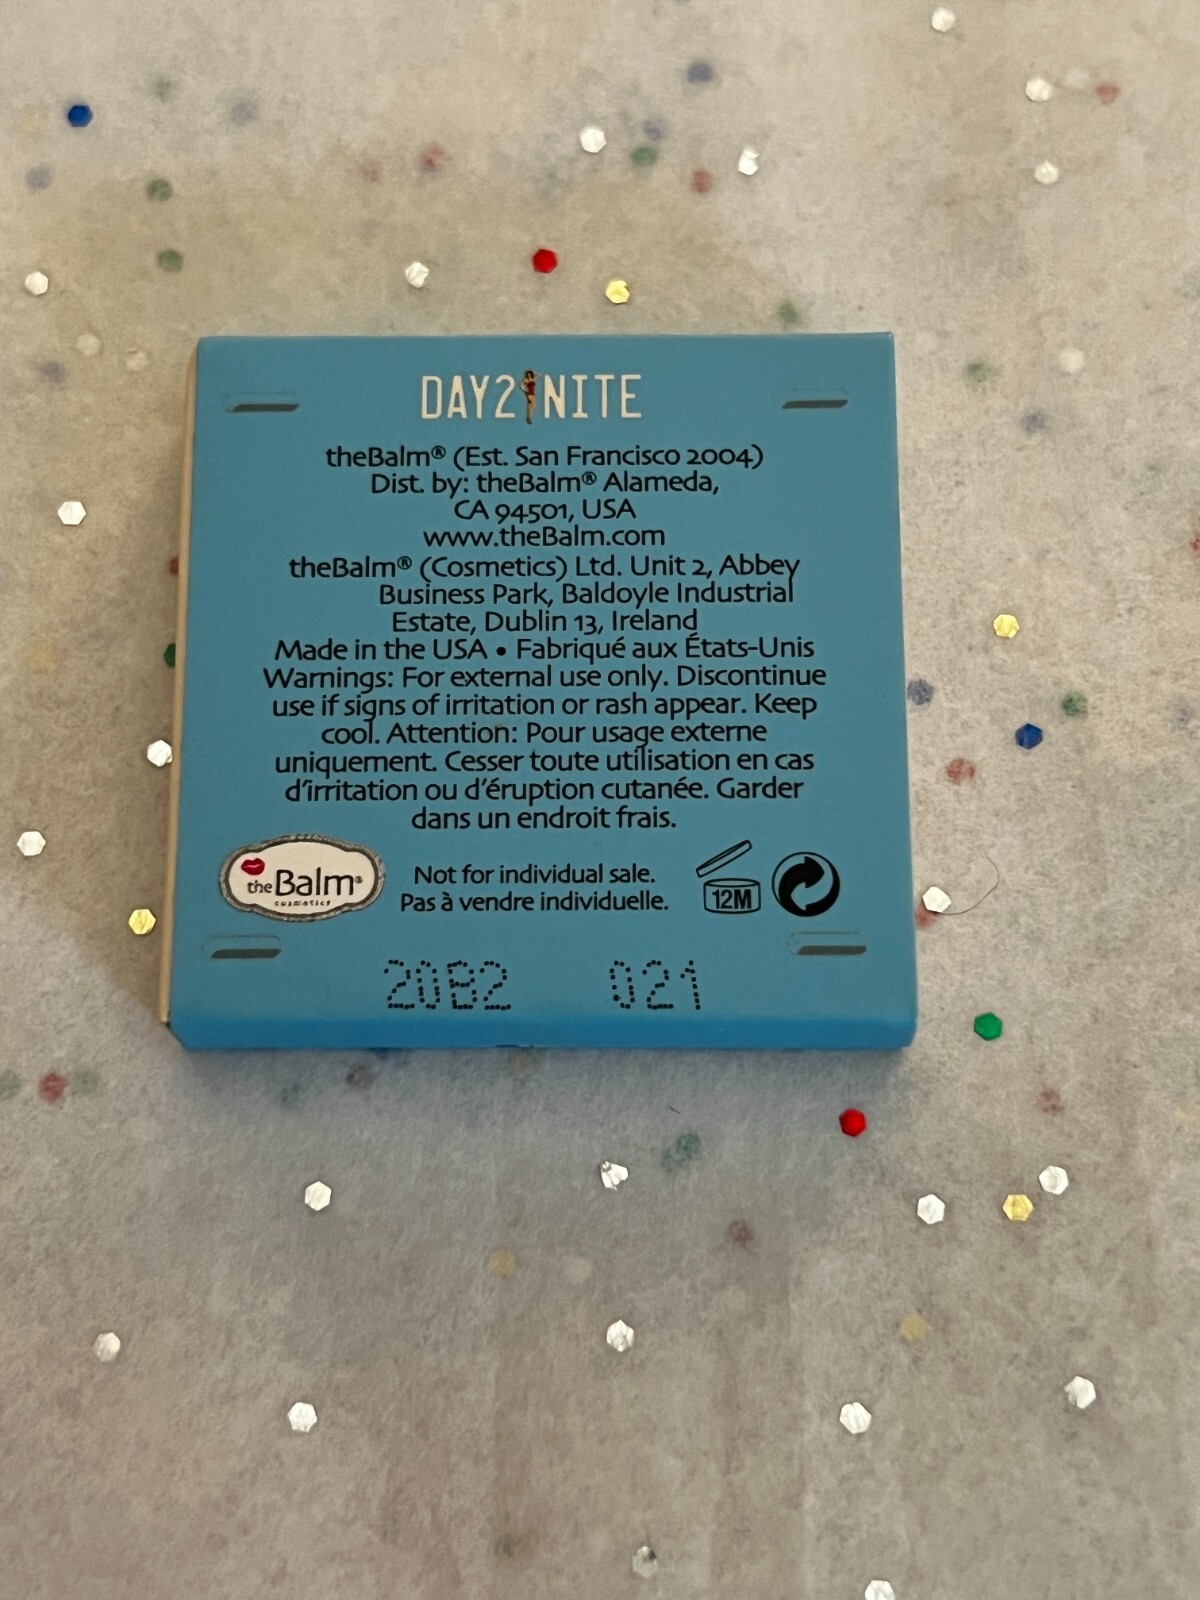 DAY2NITE
theBalm® (Est. San Francisco 2004)
Dist. by: theBalm® Alameda,
CA 94501, USA
www.theBalm.com
theBalm® (Cosmetics) Ltd. Unit 2, Abbey
Business Park, Baldoyle Industrial
Estate, Dublin 13, Ireland
Made in the USA • Fabriqué aux États-Unis
Warnings: For external use only. Discontinue
use if signs of irritation or rash appear. Keep
cool. Attention: Pour usage externe
uniquement. Cesser toute utilisation en cas
d'irritation ou d'éruption cutanée. Garder
dans un endroit frais.
theBalm®
cosmetics
Not for individual sale.
Pas à vendre individuelle.
12M
20B2 021